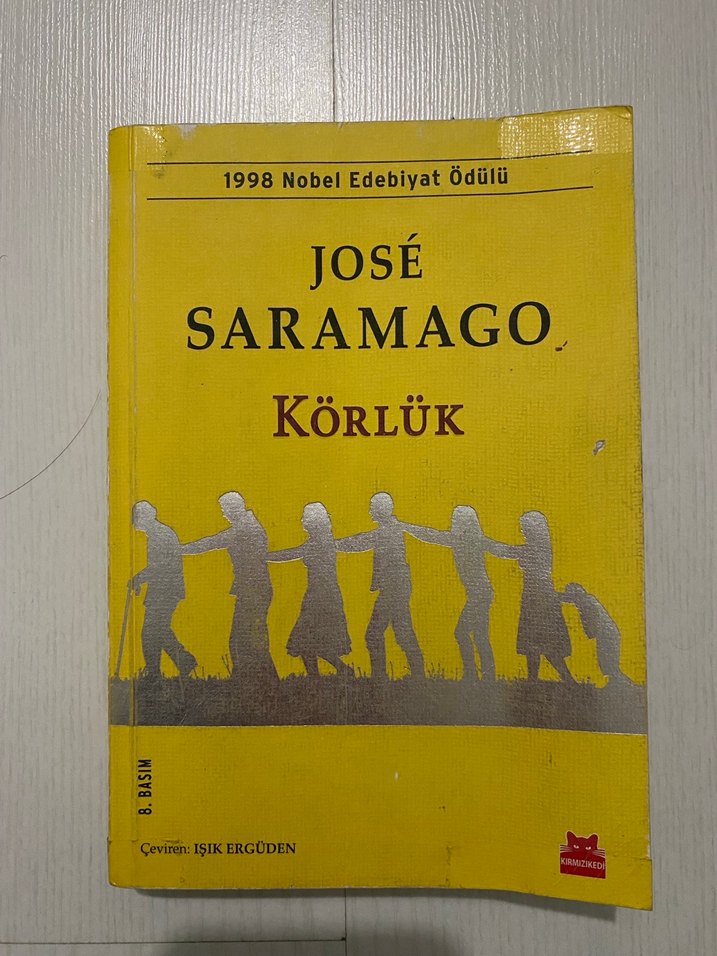 1998 Nobel Edebiyat Ödülü
JOSÉ
SARAMAGO
KÖRLÜK
8. BASIM
Çeviren: IŞIK ERGÜDEN
KIRMIZIKEDİ